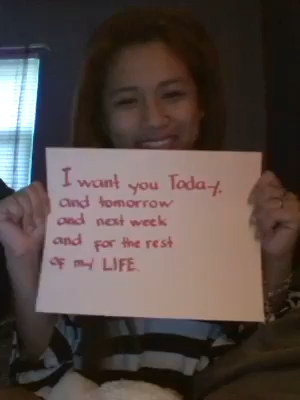 I want you Today.
and tomorrow
and next week
and for the rest
of my LIFE.